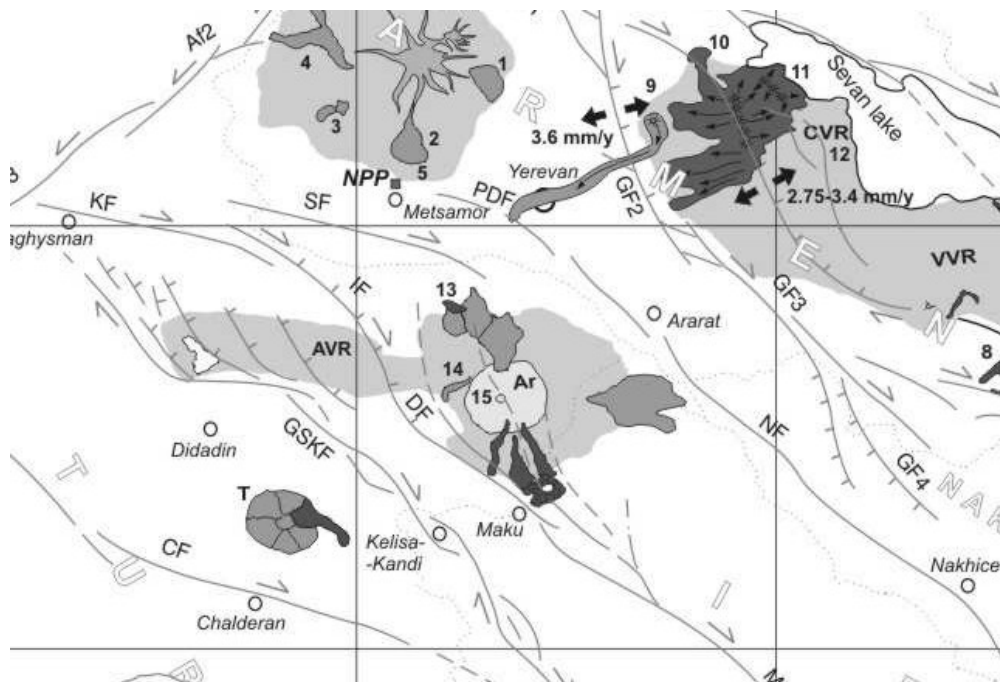 Af2
A
4
1
3
2
5
NPP
Metsamor
R
9
3.6 mm/y
10
11
Sevan lake
CVR
12
2.75-3.4 mm/y
Yerevan
PDF
GF2
M
KF
SF
aghysman
E
VVR
GF3
N
8
IF
13
Ararat
AVR
14
Ar
15
DF
GSKF
Didadin
NF
GF4
NAK
T
T
U
Kelisa-
-Kandi
Maku
CF
Chalderan
I
Nakhice
B
M